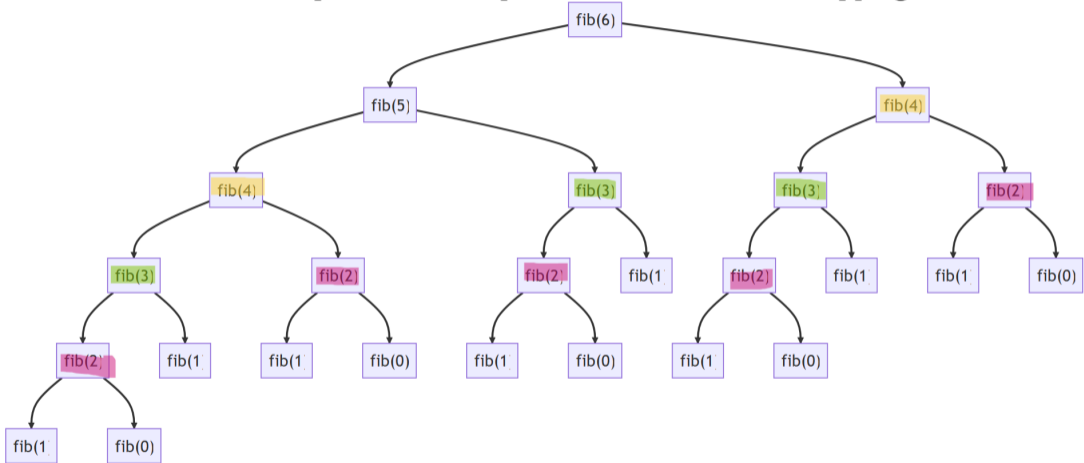 fib(6)
fib(5) fib(4)
fib(4) fib(3) fib(3) fib(2)
fib(3) fib(2) fib(2) fib(1 fib(2) fib(1 fib(1 fib(0)
fib(2) fib(1 fib(1 fib(0) fib(1 fib(0) fib(1 fib(0)
fib(1 fib(0)